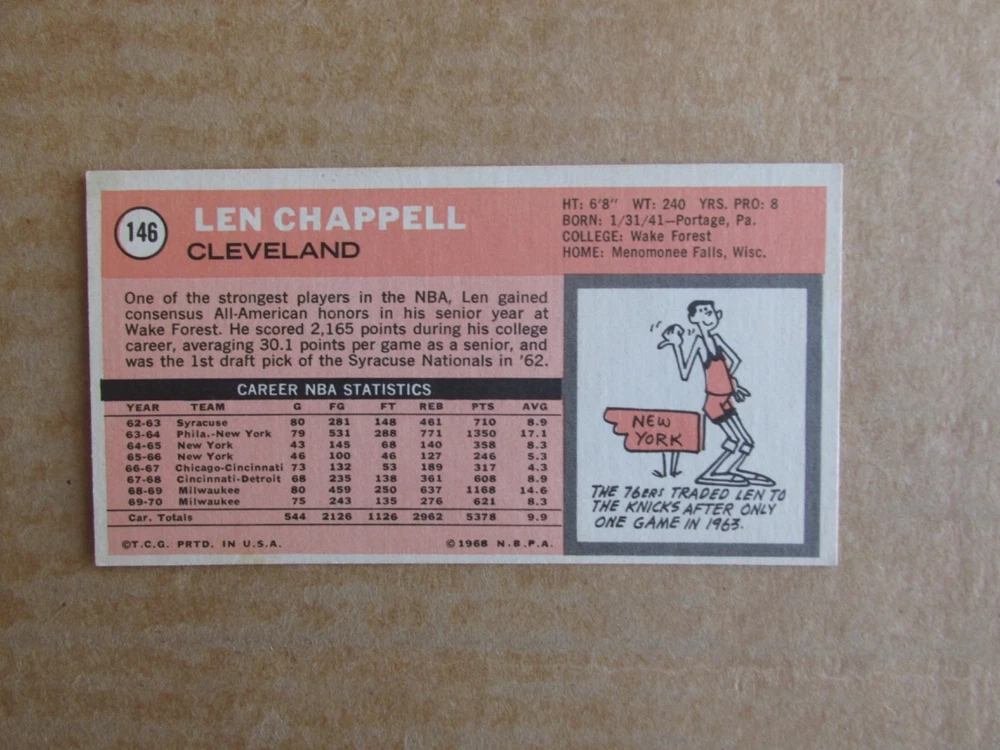 146
LEN CHAPPELL
CLEVELAND
HT: 6'8" WT: 240 YRS. PRO: 8
BORN: 1/31/41—Portage, Pa.
COLLEGE: Wake Forest
HOME: Menomonee Falls, Wisc.
One of the strongest players in the NBA, Len gained
consensus All-American honors in his senior year at
Wake Forest. He scored 2,165 points during his college
career, averaging 30.1 points per game as a senior, and
was the 1st draft pick of the Syracuse Nationals in '62.
CAREER NBA STATISTICS
YEAR TEAM G FG FT REB PTS AVG
62-63 Syracuse 80 281 148 461 710 8.9
63-64 Phila.-New York 79 531 288 771 1350 17.1
64-65 New York 43 145 68 140 358 8.3
65-66 New York 46 100 46 127 246 5.3
66-67 Chicago-Cincinnati 73 132 53 189 317 4.3
67-68 Cincinnati-Detroit 68 235 138 361 608 8.9
68-69 Milwaukee 80 459 250 637 1168 14.6
69-70 Milwaukee 75 243 135 276 621 8.3
Car. Totals 544 2126 1126 2962 5378 9.9
©T.C.G. PRTD. IN U.S.A. ©1968 N.B.P.A.
NEW
YORK
THE 76ERS TRADED LEN TO
THE KNICKS AFTER ONLY
ONE GAME IN 1963.